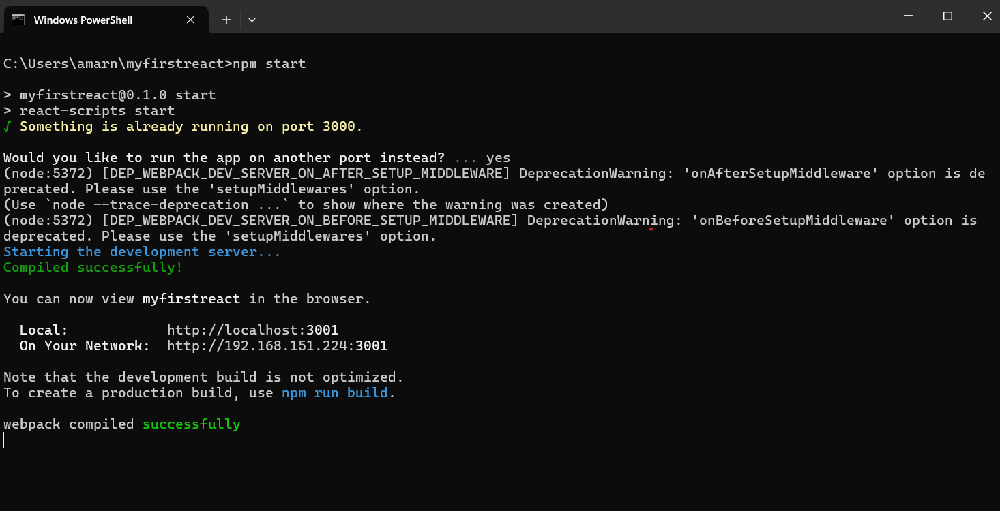 Windows PowerShell
C:\Users\amarn\myfirstreact>npm start
> myfirstreact@0.1.0 start
> react-scripts start
√ Something is already running on port 3000.
Would you like to run the app on another port instead? ... yes
(node:5372) [DEP_WEBPACK_DEV_SERVER_ON_AFTER_SETUP_MIDDLEWARE] DeprecationWarning: 'onAfterSetupMiddleware' option is de
precated. Please use the 'setupMiddlewares' option.
(Use `node --trace-deprecation ...` to show where the warning was created)
(node:5372) [DEP_WEBPACK_DEV_SERVER_ON_BEFORE_SETUP_MIDDLEWARE] DeprecationWarning: 'onBeforeSetupMiddleware' option is
deprecated. Please use the 'setupMiddlewares' option.
Starting the development server...
Compiled successfully!
You can now view myfirstreact in the browser.
Local: http://localhost:3001
On Your Network: http://192.168.151.224:3001
Note that the development build is not optimized.
To create a production build, use npm run build.
webpack compiled successfully